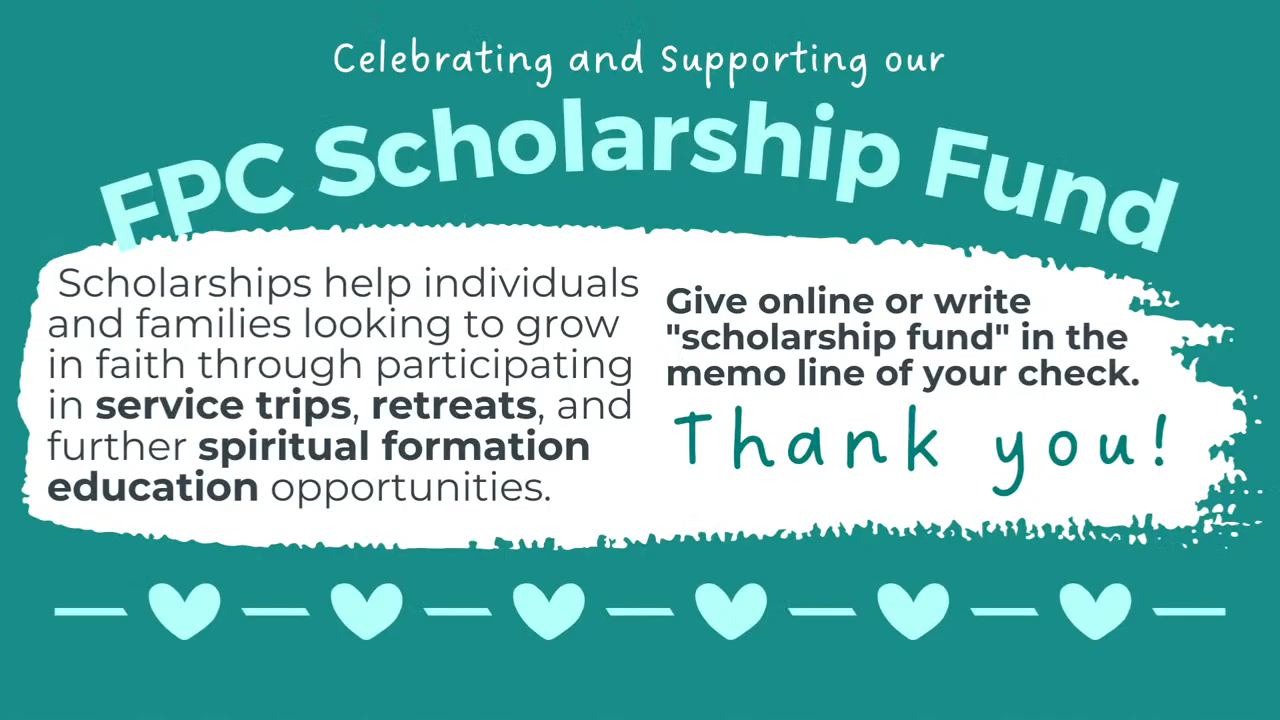 Celebrating and Supporting our
FPC Scholarship Fund
Scholarships help individuals
and families looking to grow
in faith through participating
in service trips, retreats, and
further spiritual formation
education opportunities.
Give online or write
"scholarship fund" in the
memo line of your check.
Thank you!